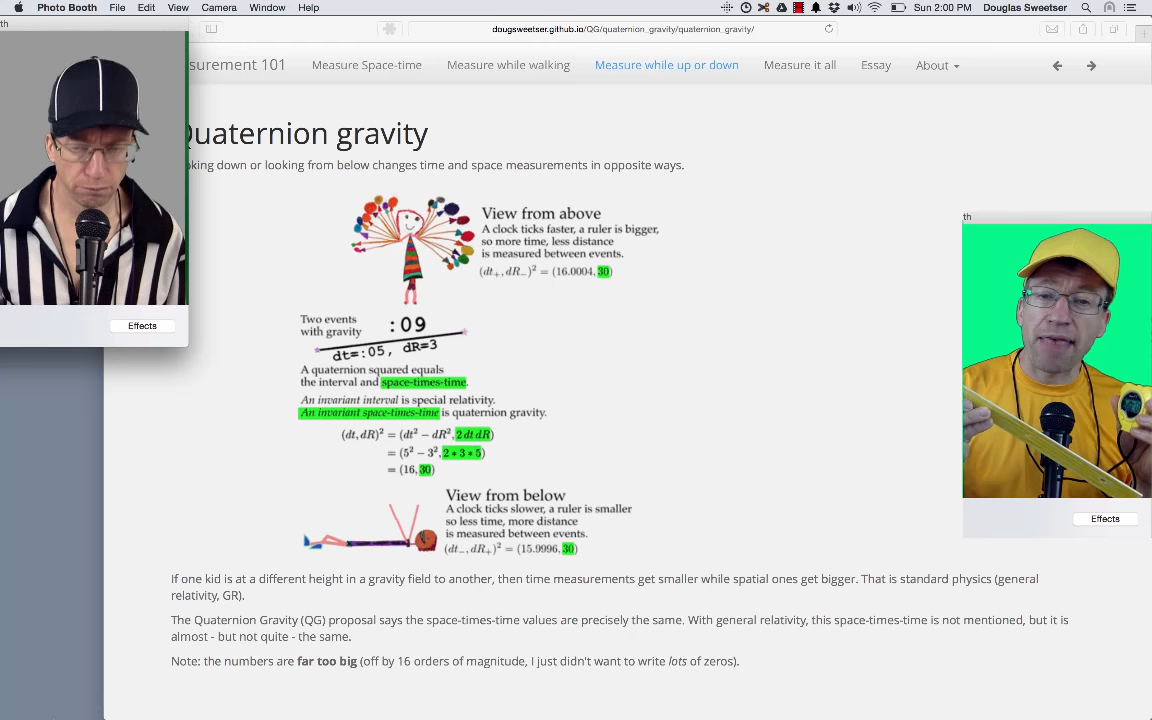 Photo Booth File Edit View Camera Window Help
Sun 2:00 PM Douglas Sweetser
th
dougsweetser.github.io/QG/quaternion_gravity/quaternion_gravity/
surement 101 Measure Space-time Measure while walking Measure while up or down Measure it all Essay About
Quaternion gravity
oking down or looking from below changes time and space measurements in opposite ways.
View from above
A clock ticks faster, a ruler is bigger,
so more time, less distance
is measured between events.
(dt₊, dR₋)² = (16.0004, 30)
th
Effects
Two events
with gravity
:09
dt=:05, dR=3
A quaternion squared equals
the interval and space-times-time.
An invariant interval is special relativity.
An invariant space-times-time is quaternion gravity.
(dt, dR)² = (dt² − dR², 2 dt dR)
= (5² − 3², 2 * 3 * 5)
= (16, 30)
View from below
A clock ticks slower, a ruler is smaller
so less time, more distance
is measured between events.
(dt₋, dR₊)² = (15.9996, 30)
Effects
If one kid is at a different height in a gravity field to another, then time measurements get smaller while spatial ones get bigger. That is standard physics (general
relativity, GR).
The Quaternion Gravity (QG) proposal says the space-times-time values are precisely the same. With general relativity, this space-times-time is not mentioned, but it is
almost - but not quite - the same.
Note: the numbers are far too big (off by 16 orders of magnitude, I just didn't want to write lots of zeros).